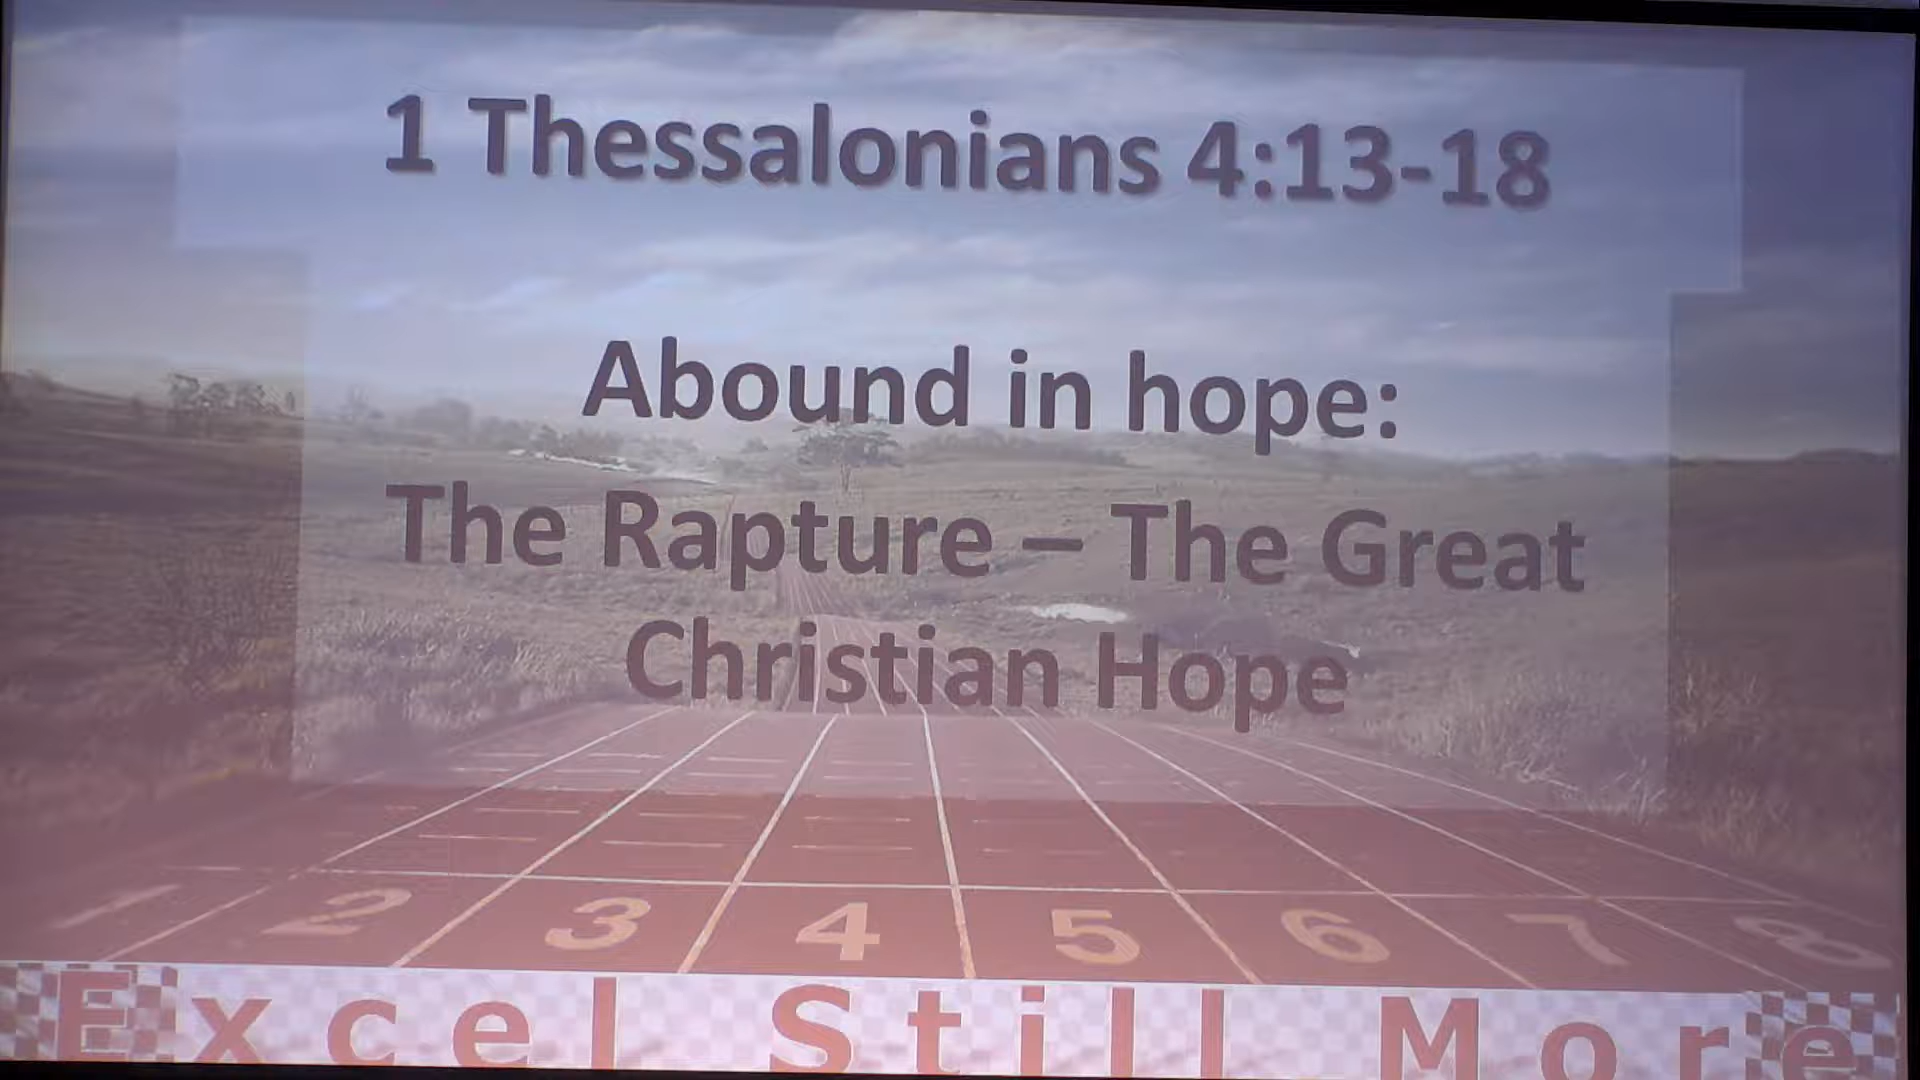 1 Thessalonians 4:13-18
Abound in hope:
The Rapture – The Great
Christian Hope
2 3 4 5 6 7 8
Excel Still More